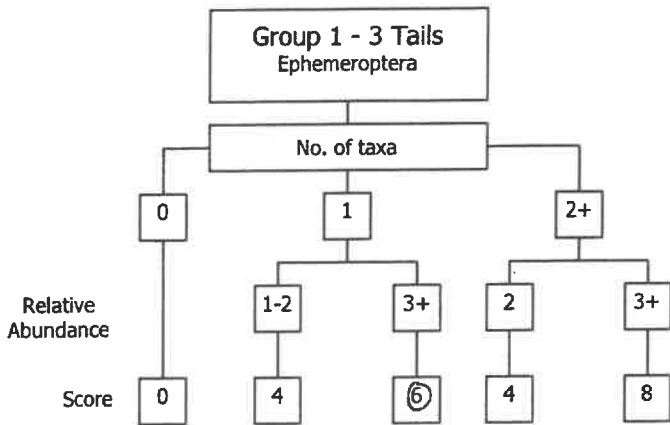 Group 1 - 3 Tails
Ephemeroptera
No. of taxa
0 1 2+
Relative
Abundance
1-2 3+ 2 3+
Score
0 4 6 4 8